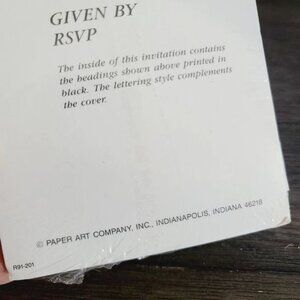 GIVEN BY
RSVP
The inside of this invitation contains
the headings shown above printed in
black. The lettering style complements
the cover.
© PAPER ART COMPANY, INC., INDIANAPOLIS, INDIANA 46218
R91-201